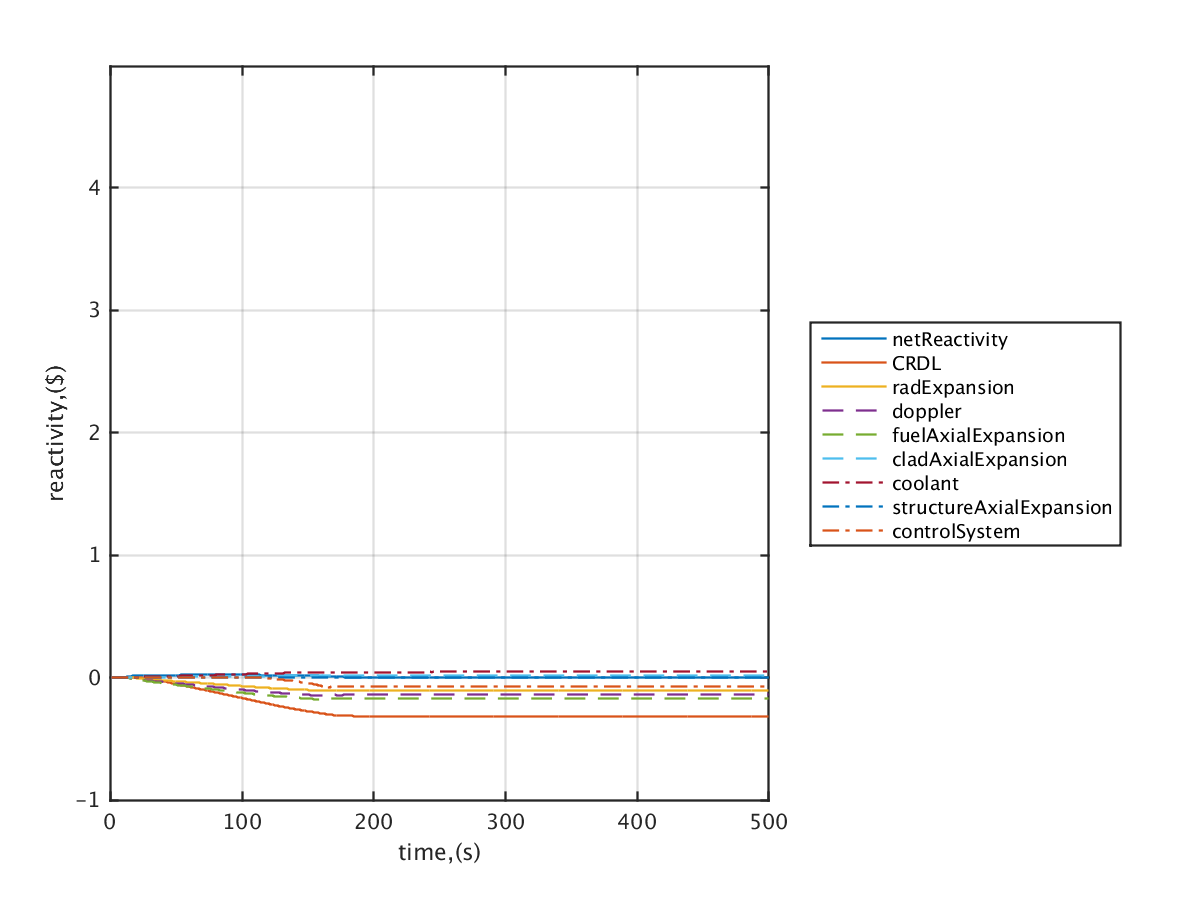 4
3
2
1
0
-1
0
100
200
300
400
500
time,(s)
reactivity,($)
netReactivity
CRDL
radExpansion
doppler
fuelAxialExpansion
cladAxialExpansion
coolant
structureAxialExpansion
controlSystem